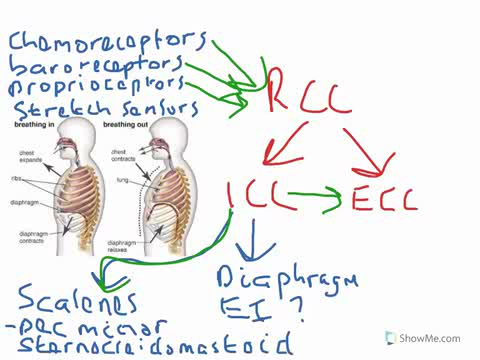 Chemoreceptors
baroreceptors
proprioceptors
Stretch sensors
RCC
breathing in
breathing out
chest expands
chest contracts
ribs
lung
diaphragm
diaphragm contracts
diaphragm relaxes
ICC
ECC
Diaphragm
EI ?
Scalenes
-pec minor
Sternocleidomastoid
ShowMe.com